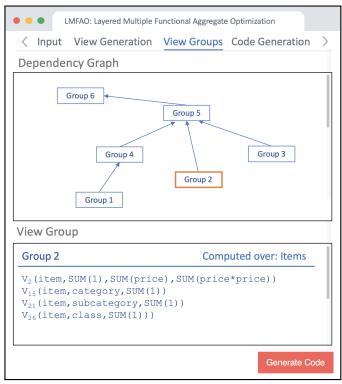 LMFAO: Layered Multiple Functional Aggregate Optimization
< Input View Generation View Groups Code Generation >
Dependency Graph
Group 6
Group 5
Group 4
Group 3
Group 2
Group 1
View Group
Group 2 Computed over: Items
V₂(item,SUM(1),SUM(price),SUM(price*price))
V₁₅(item,category,SUM(1))
V₂₁(item,subcategory,SUM(1))
V₂₆(item,class,SUM(1)))
Generate Code